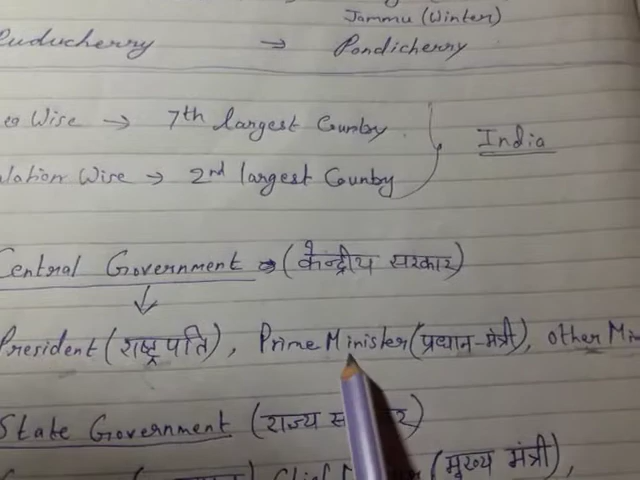 Jammu (Winter)
Puducherry → Pondicherry
Wise → 7th largest Country
Wise → 2nd largest Country
India
Central Government → (केन्द्रीय सरकार)
President (राष्ट्रपति), Prime Minister (प्रधान-मंत्री), other
State Government (राज्य
(मुख्य मंत्री),